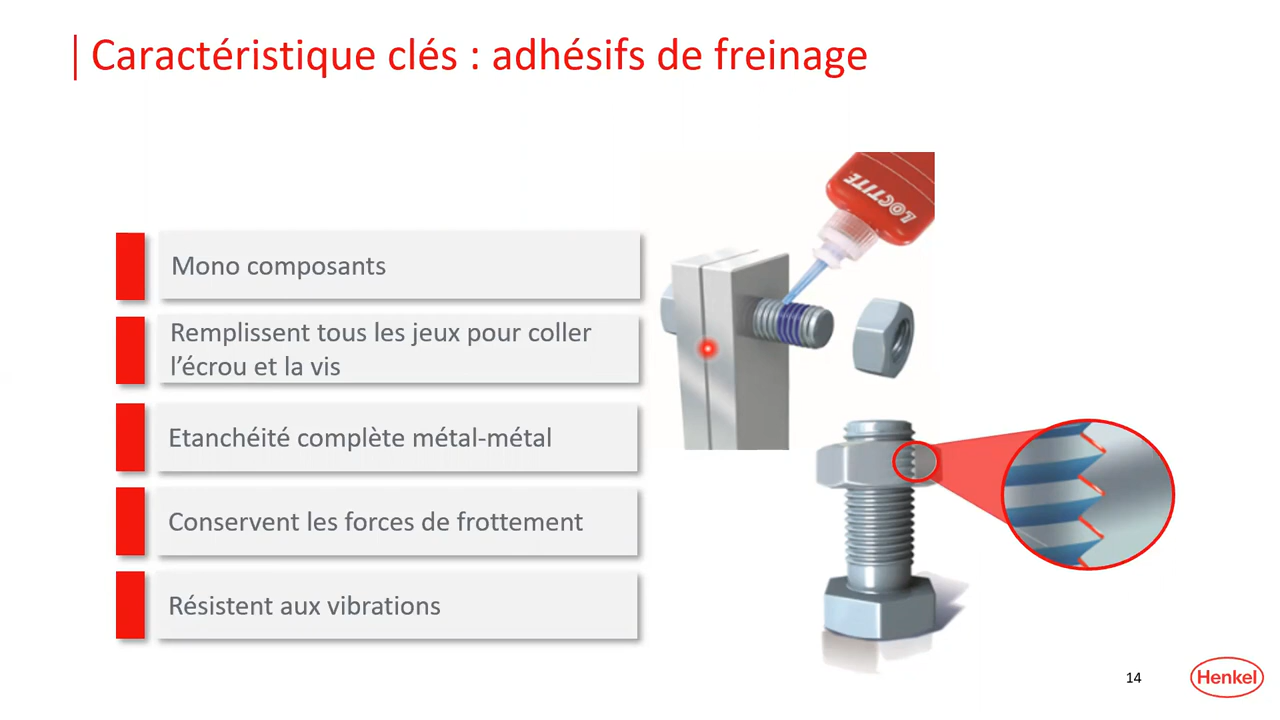 Caractéristique clés : adhésifs de freinage
LOCTITE
Mono composants
Remplissent tous les jeux pour coller
l’écrou et la vis
Etanchéité complète métal-métal
Conservent les forces de frottement
Résistent aux vibrations
14
Henkel